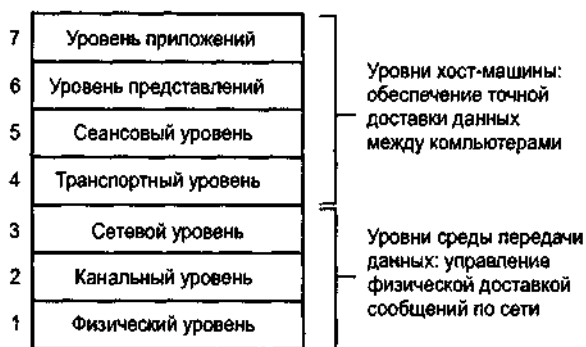 7 Уровень приложений
6 Уровень представлений
5 Сеансовый уровень
4 Транспортный уровень
Уровни хост-машины:
обеспечение точной
доставки данных
между компьютерами
3 Сетевой уровень
2 Канальный уровень
1 Физический уровень
Уровни среды передачи
данных: управление
физической доставкой
сообщений по сети